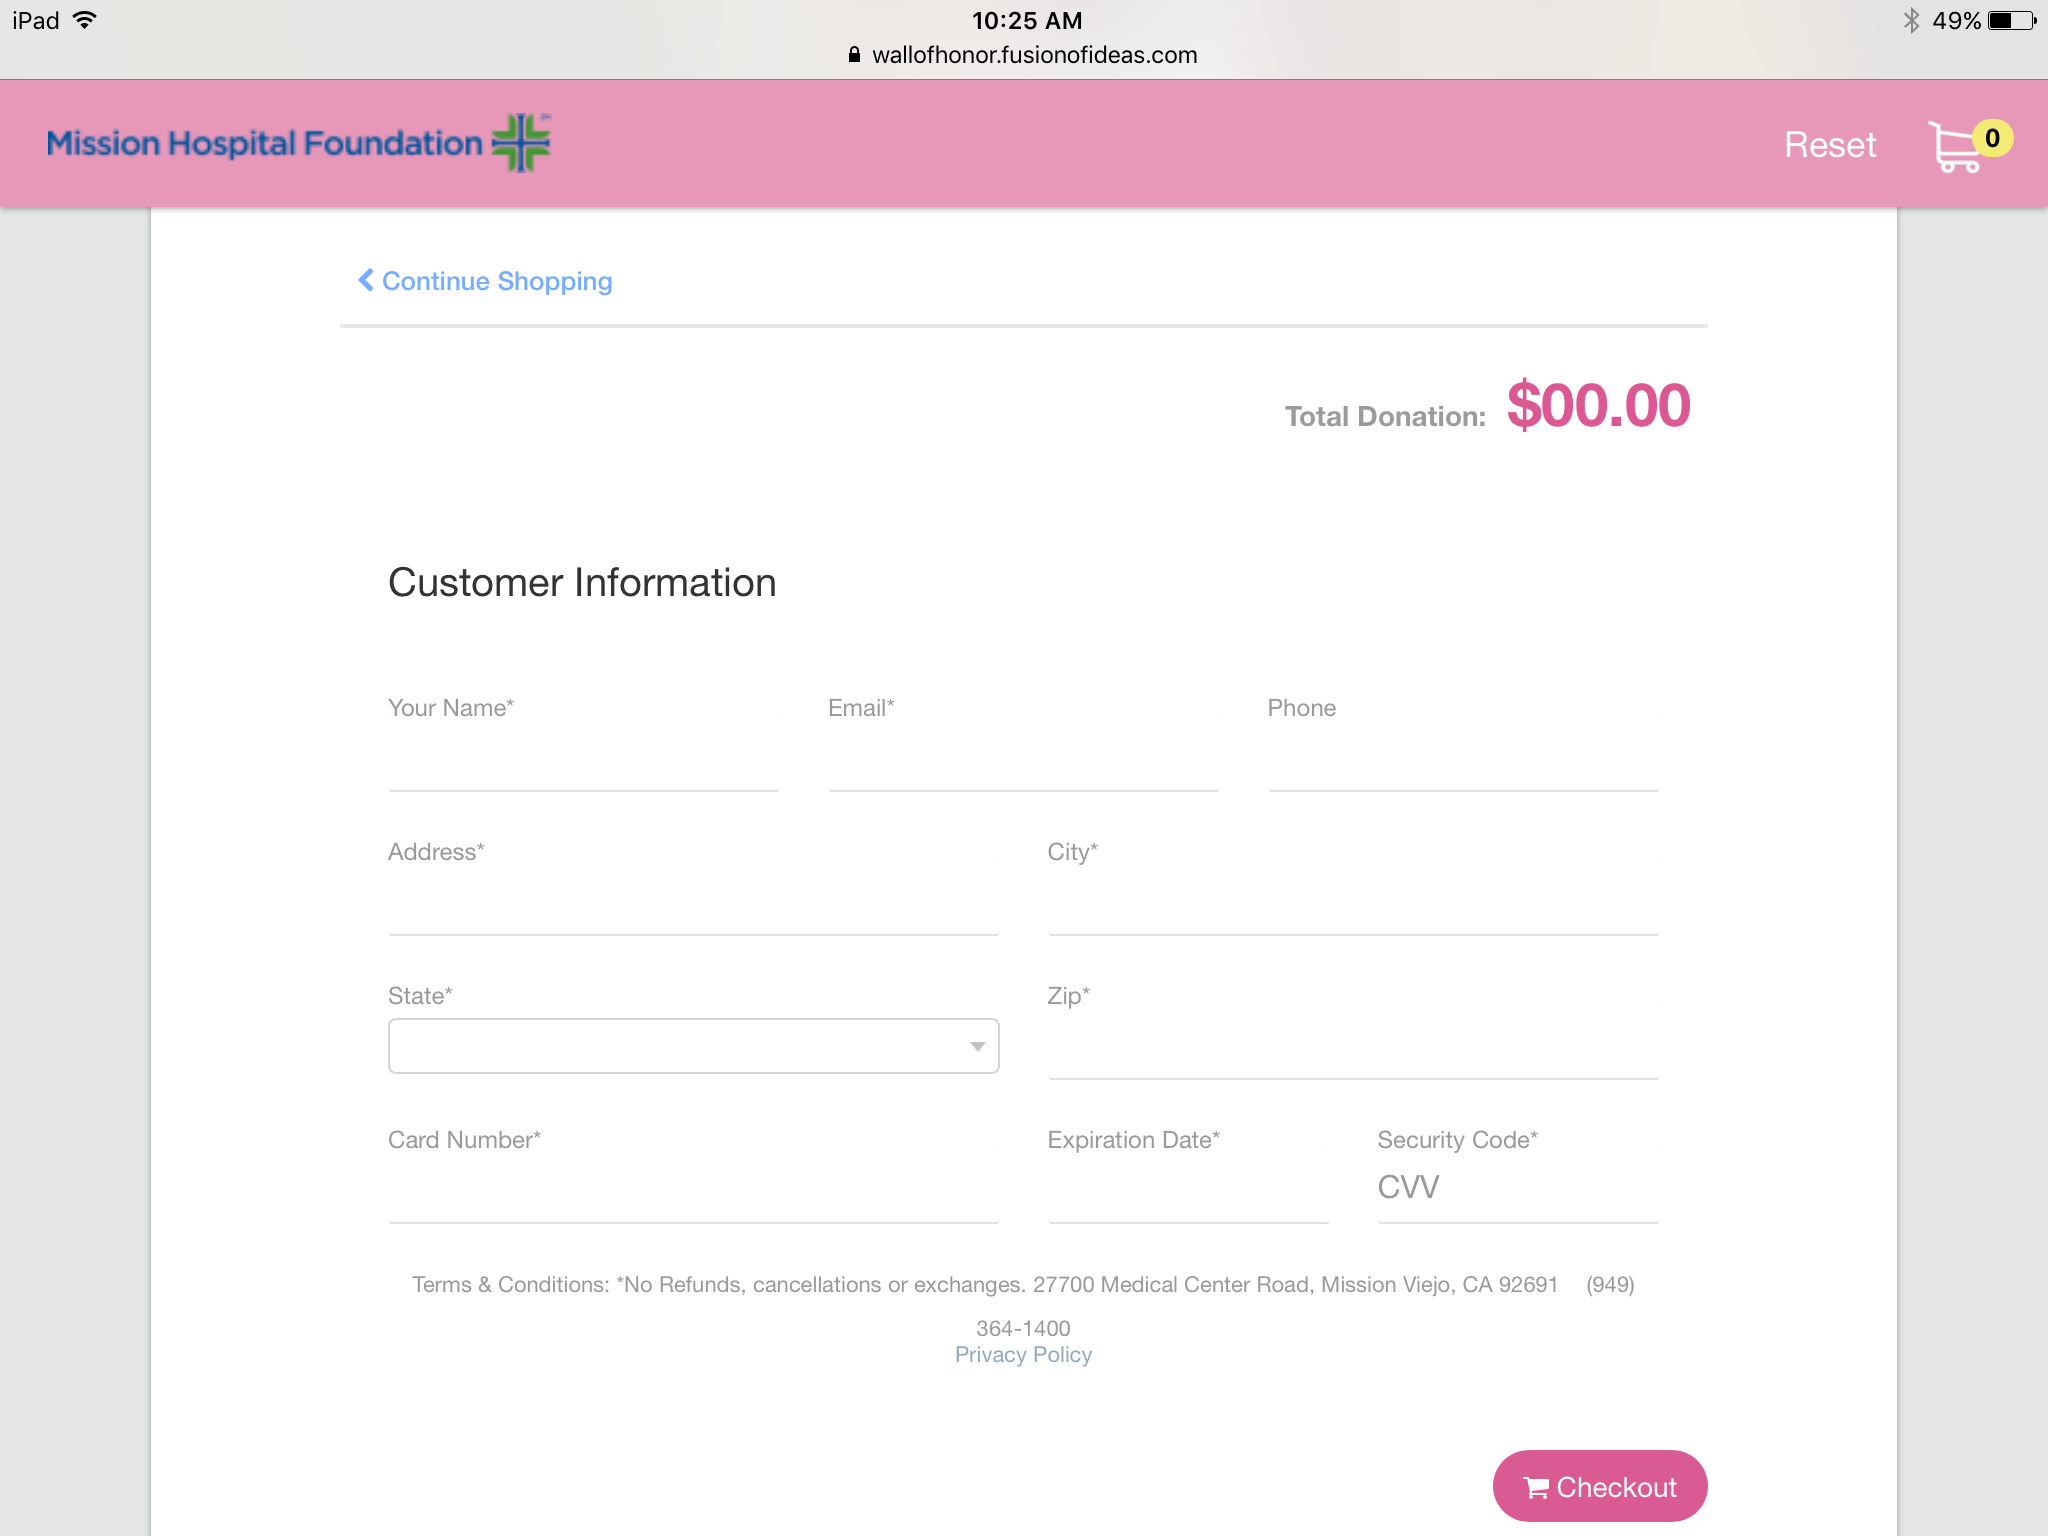 iPad
10:25 AM
49%
wallofhonor.fusionofideas.com
Mission Hospital Foundation
Reset
0
Continue Shopping
Total Donation: $00.00
Customer Information
Your Name* Email* Phone
Address* City*
State* Zip*
Card Number* Expiration Date* Security Code*
CVV
Terms & Conditions: *No Refunds, cancellations or exchanges. 27700 Medical Center Road, Mission Viejo, CA 92691 (949)
364-1400
Privacy Policy
Checkout